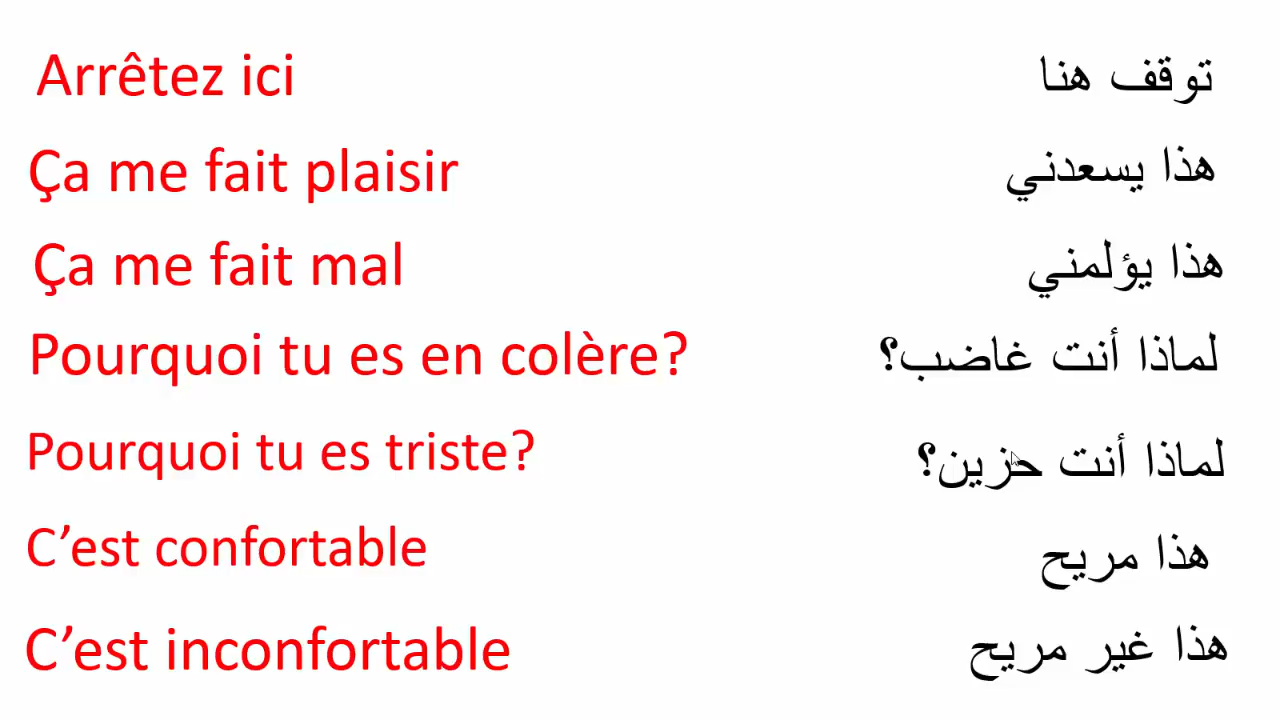 Arrêtez ici توقف هنا
Ça me fait plaisir هذا يسعدني
Ça me fait mal هذا يؤلمني
Pourquoi tu es en colère? لماذا أنت غاضب؟
Pourquoi tu es triste? لماذا أنت حزين؟
C’est confortable هذا مريح
C’est inconfortable هذا غير مريح